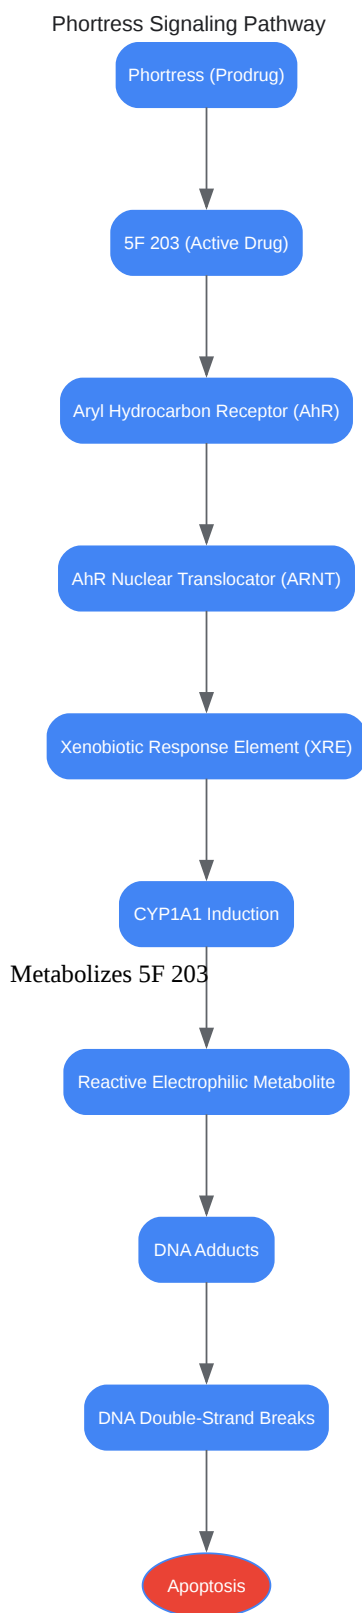 Phortress Signaling Pathway
Phortress (Prodrug)
5F 203 (Active Drug)
Aryl Hydrocarbon Receptor (AhR)
AhR Nuclear Translocator (ARNT)
Xenobiotic Response Element (XRE)
CYP1A1 Induction
Metabolizes 5F 203
Reactive Electrophilic Metabolite
DNA Adducts
DNA Double-Strand Breaks
Apoptosis